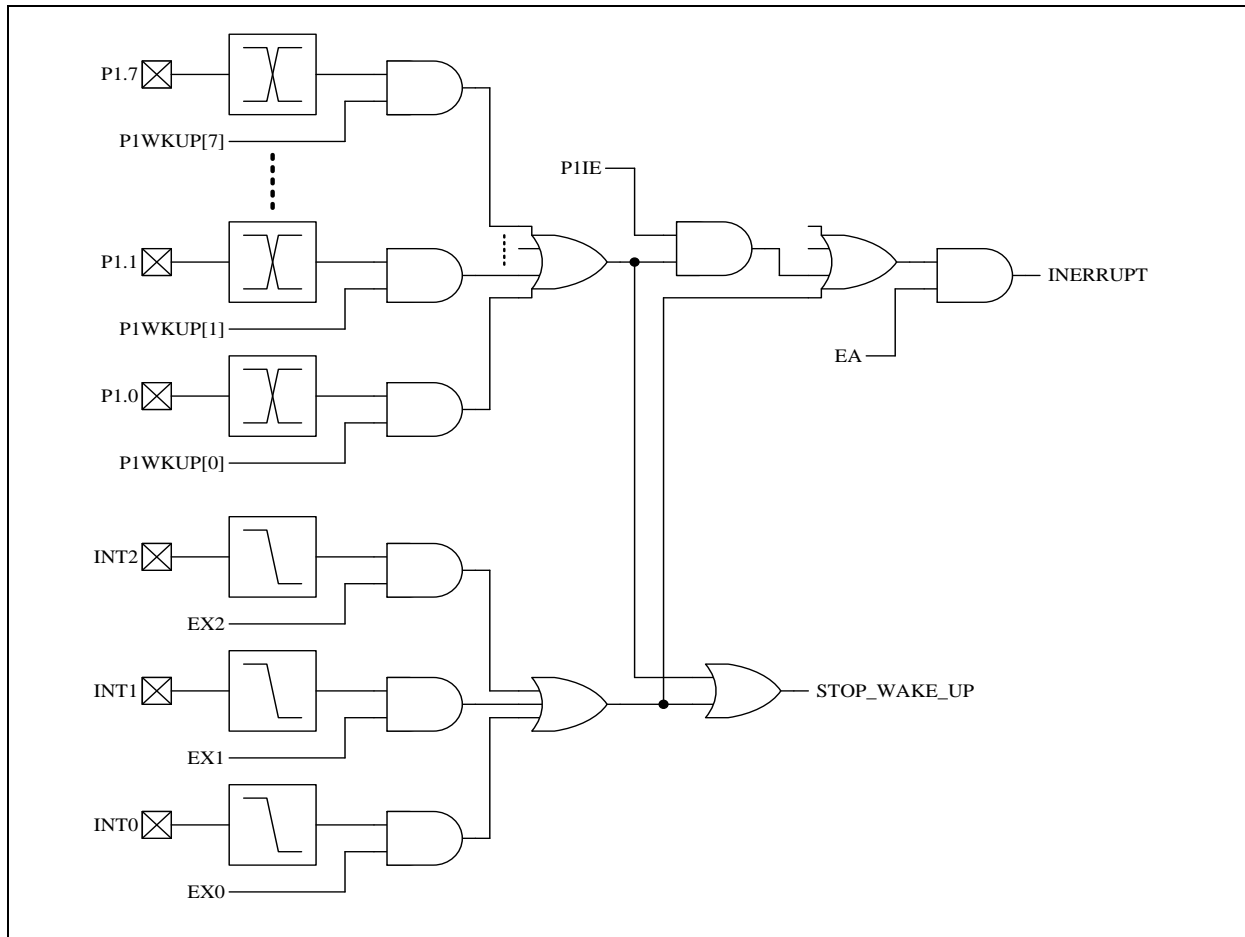 P1.7
P1WKUP[7]
P1IE
P1.1
INERRUPT
P1WKUP[1]
EA
P1.0
P1WKUP[0]
INT2
EX2
INT1
STOP_WAKE_UP
EX1
INT0
EX0